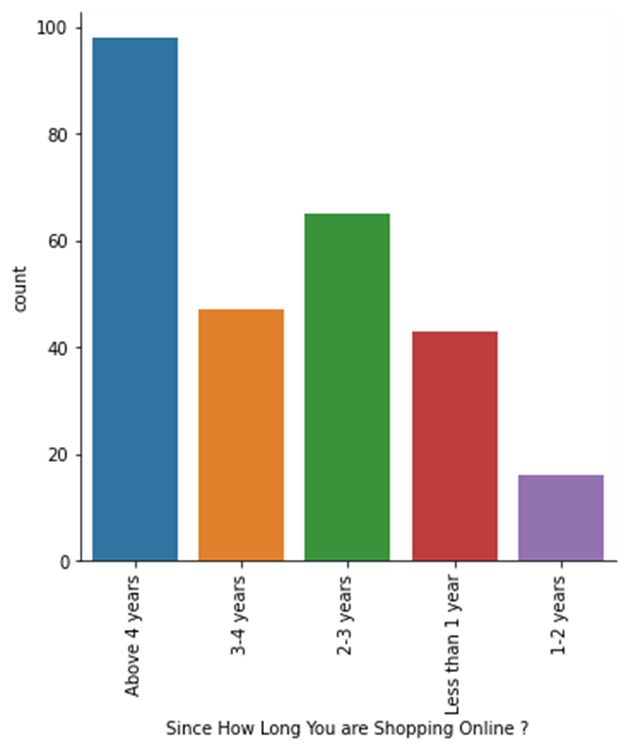 100
80
60
40
20
0
count
Above 4 years
3-4 years
2-3 years
Less than 1 year
1-2 years
Since How Long You are Shopping Online ?